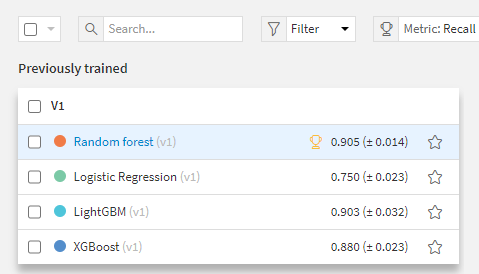 Search... Filter Metric: Recall
Previously trained
V1
Random forest (v1) 0.905 (± 0.014)
Logistic Regression (v1) 0.750 (± 0.023)
LightGBM (v1) 0.903 (± 0.032)
XGBoost (v1) 0.880 (± 0.023)